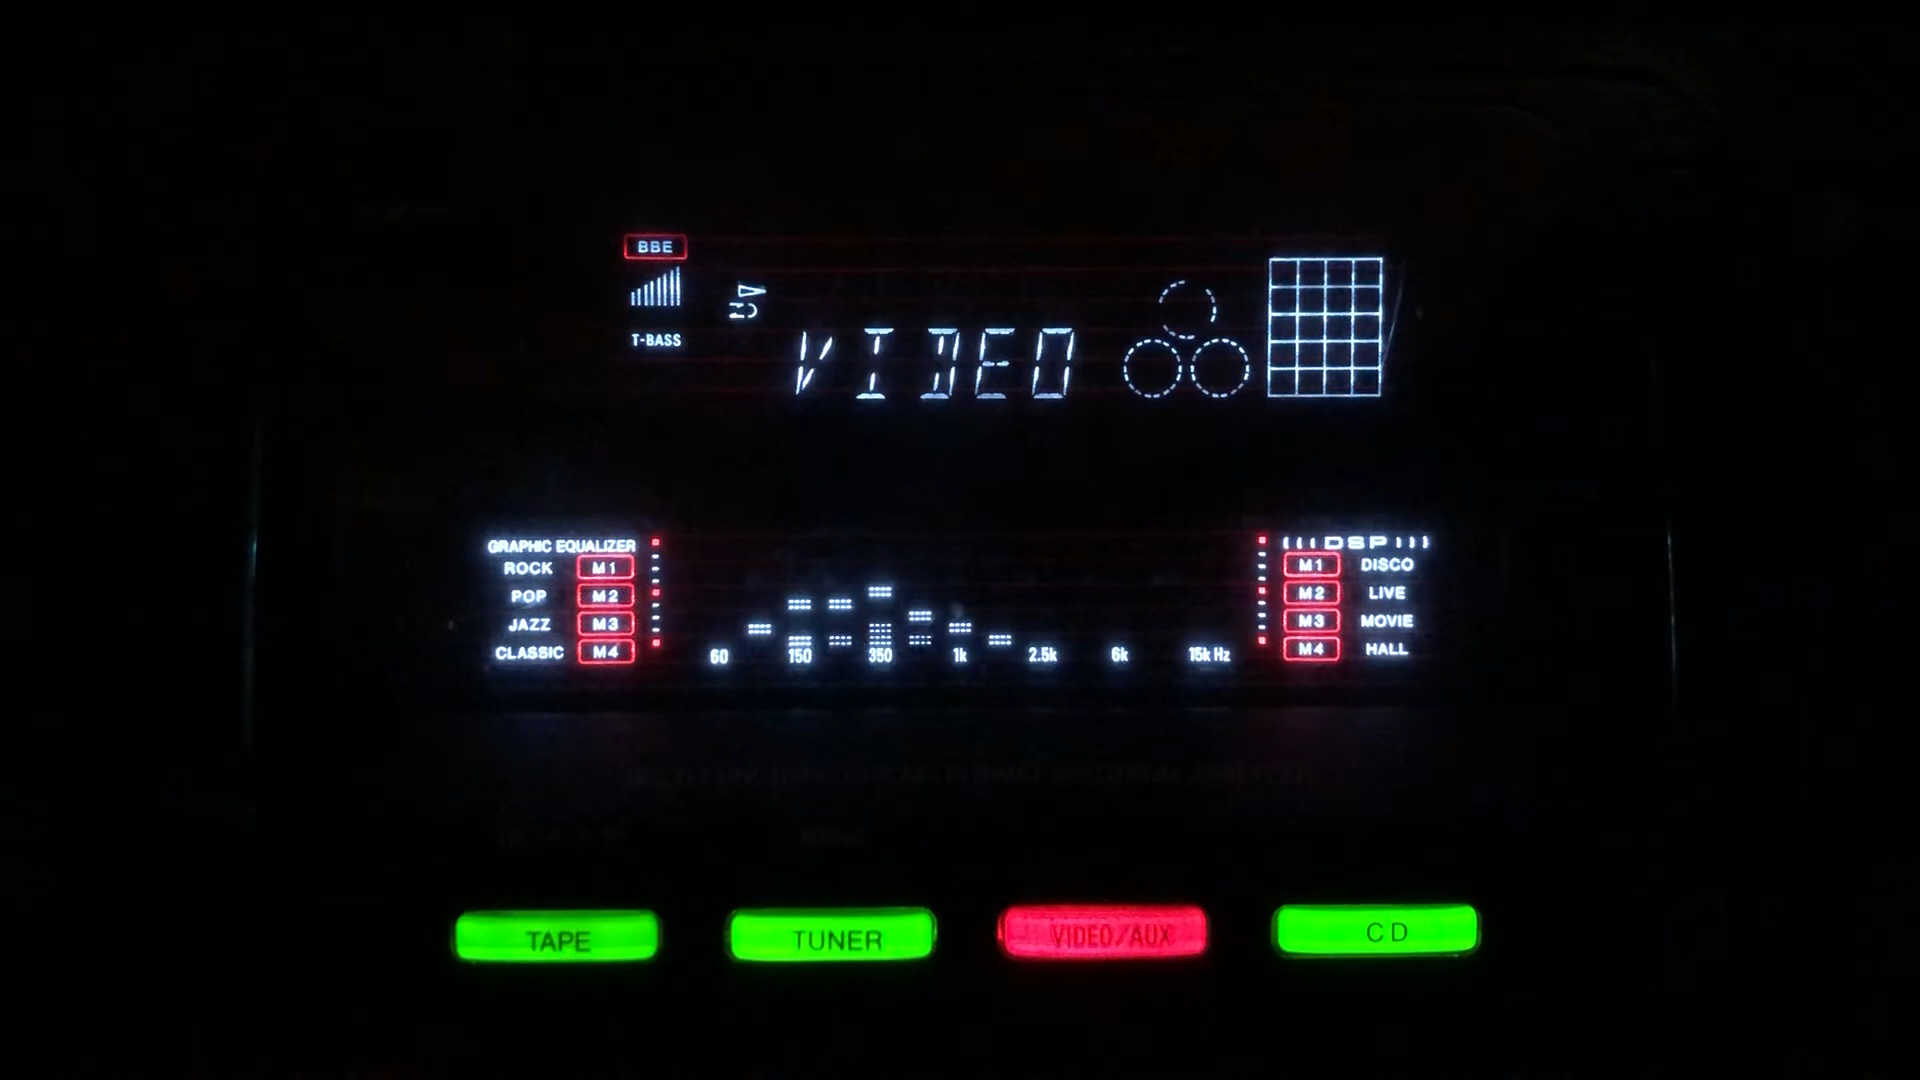 BBE
T-BASS
VIDEO
GRAPHIC EQUALIZER
ROCK M1
POP M2
JAZZ M3
CLASSIC M4
60 150 350 1k 2.5k 6k 15k Hz
DSP
M1 DISCO
M2 LIVE
M3 MOVIE
M4 HALL
TAPE TUNER VIDEO/AUX CD